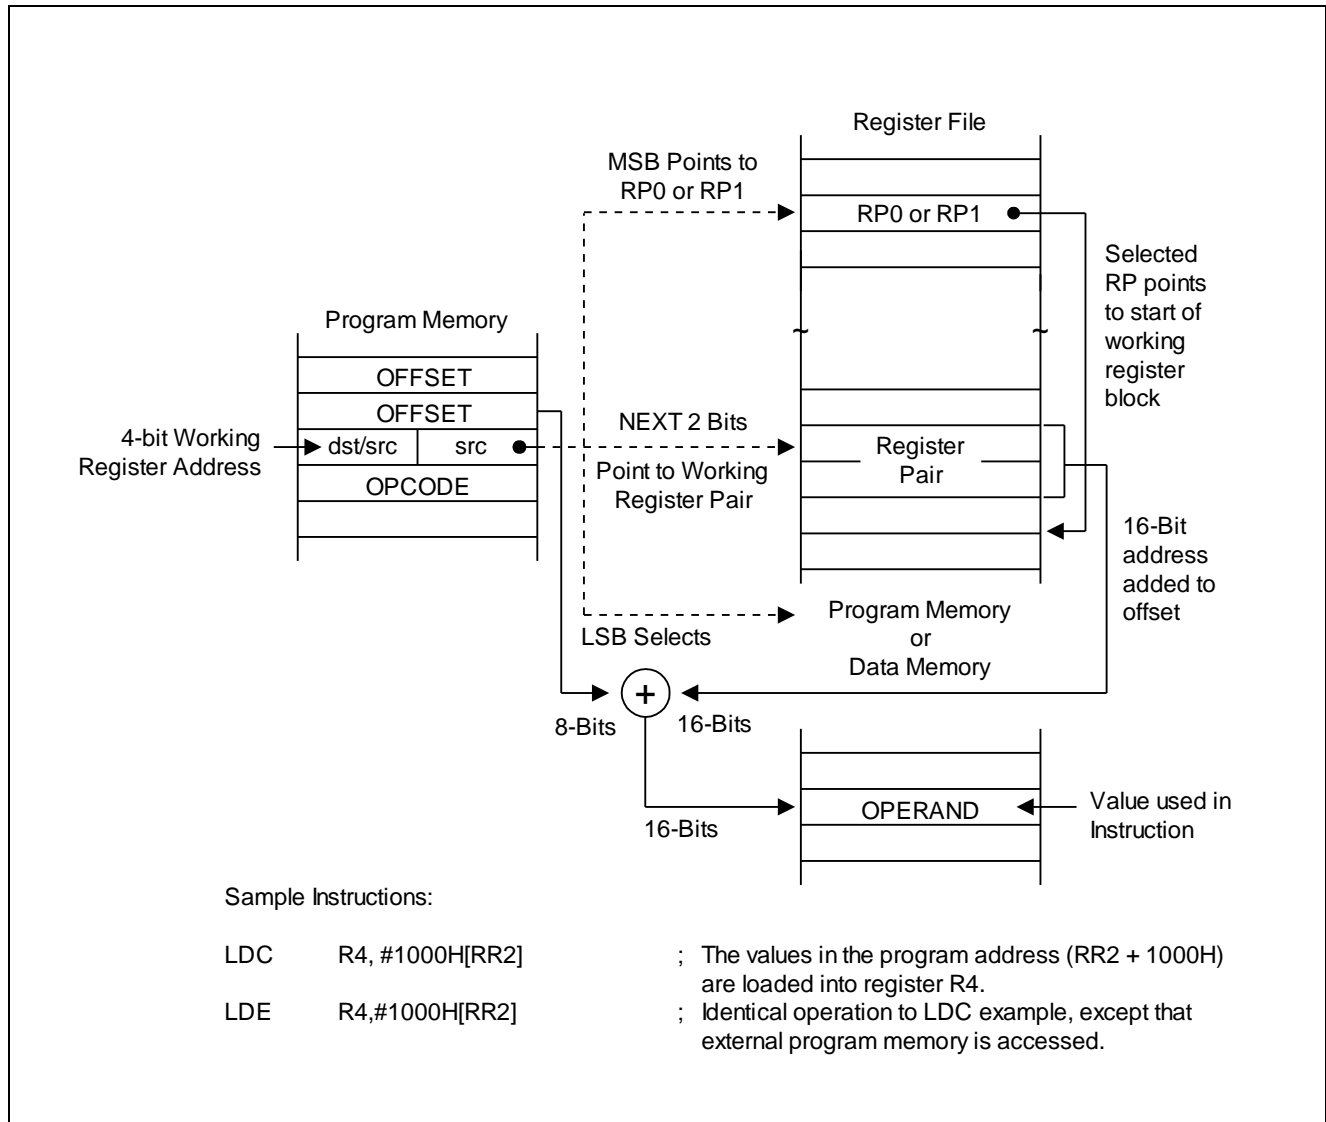 Register File
MSB Points to
RP0 or RP1
RP0 or RP1
Selected
RP points
to start of
working
register
block
Program Memory
OFFSET
OFFSET
4-bit Working
Register Address
dst/src
src
OPCODE
NEXT 2 Bits
Point to Working
Register Pair
Register
Pair
16-Bit
address
added to
offset
LSB Selects
Program Memory
or
Data Memory
+
8-Bits
16-Bits
16-Bits
OPERAND
Value used in
Instruction
Sample Instructions:
LDC R4, #1000H[RR2] ; The values in the program address (RR2 + 1000H)
are loaded into register R4.
LDE R4,#1000H[RR2] ; Identical operation to LDC example, except that
external program memory is accessed.